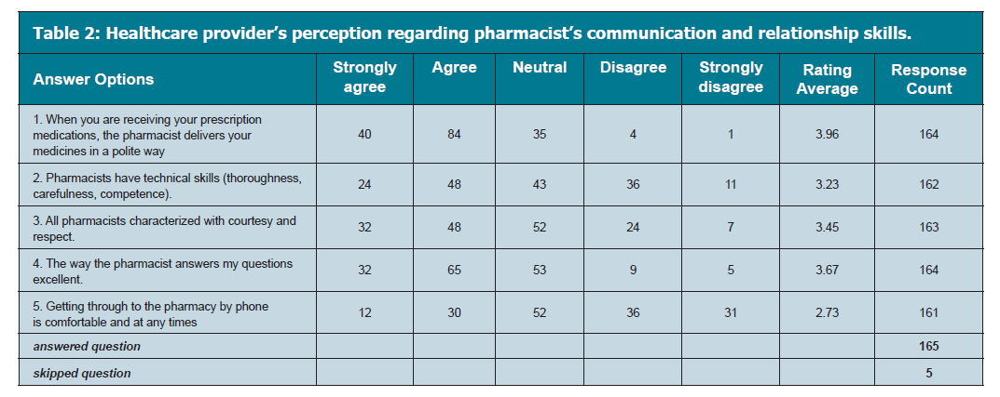 Table 2: Healthcare provider’s perception regarding pharmacist’s communication and relationship skills.
Answer Options Strongly agree Agree Neutral Disagree Strongly disagree Rating Average Response Count
1. When you are receiving your prescription
medications, the pharmacist delivers your
medicines in a polite way
40 84 35 4 1 3.96 164
2. Pharmacists have technical skills (thoroughness,
carefulness, competence).
24 48 43 36 11 3.23 162
3. All pharmacists characterized with courtesy and
respect.
32 48 52 24 7 3.45 163
4. The way the pharmacist answers my questions
excellent.
32 65 53 9 5 3.67 164
5. Getting through to the pharmacy by phone
is comfortable and at any times
12 30 52 36 31 2.73 161
answered question 165
skipped question 5